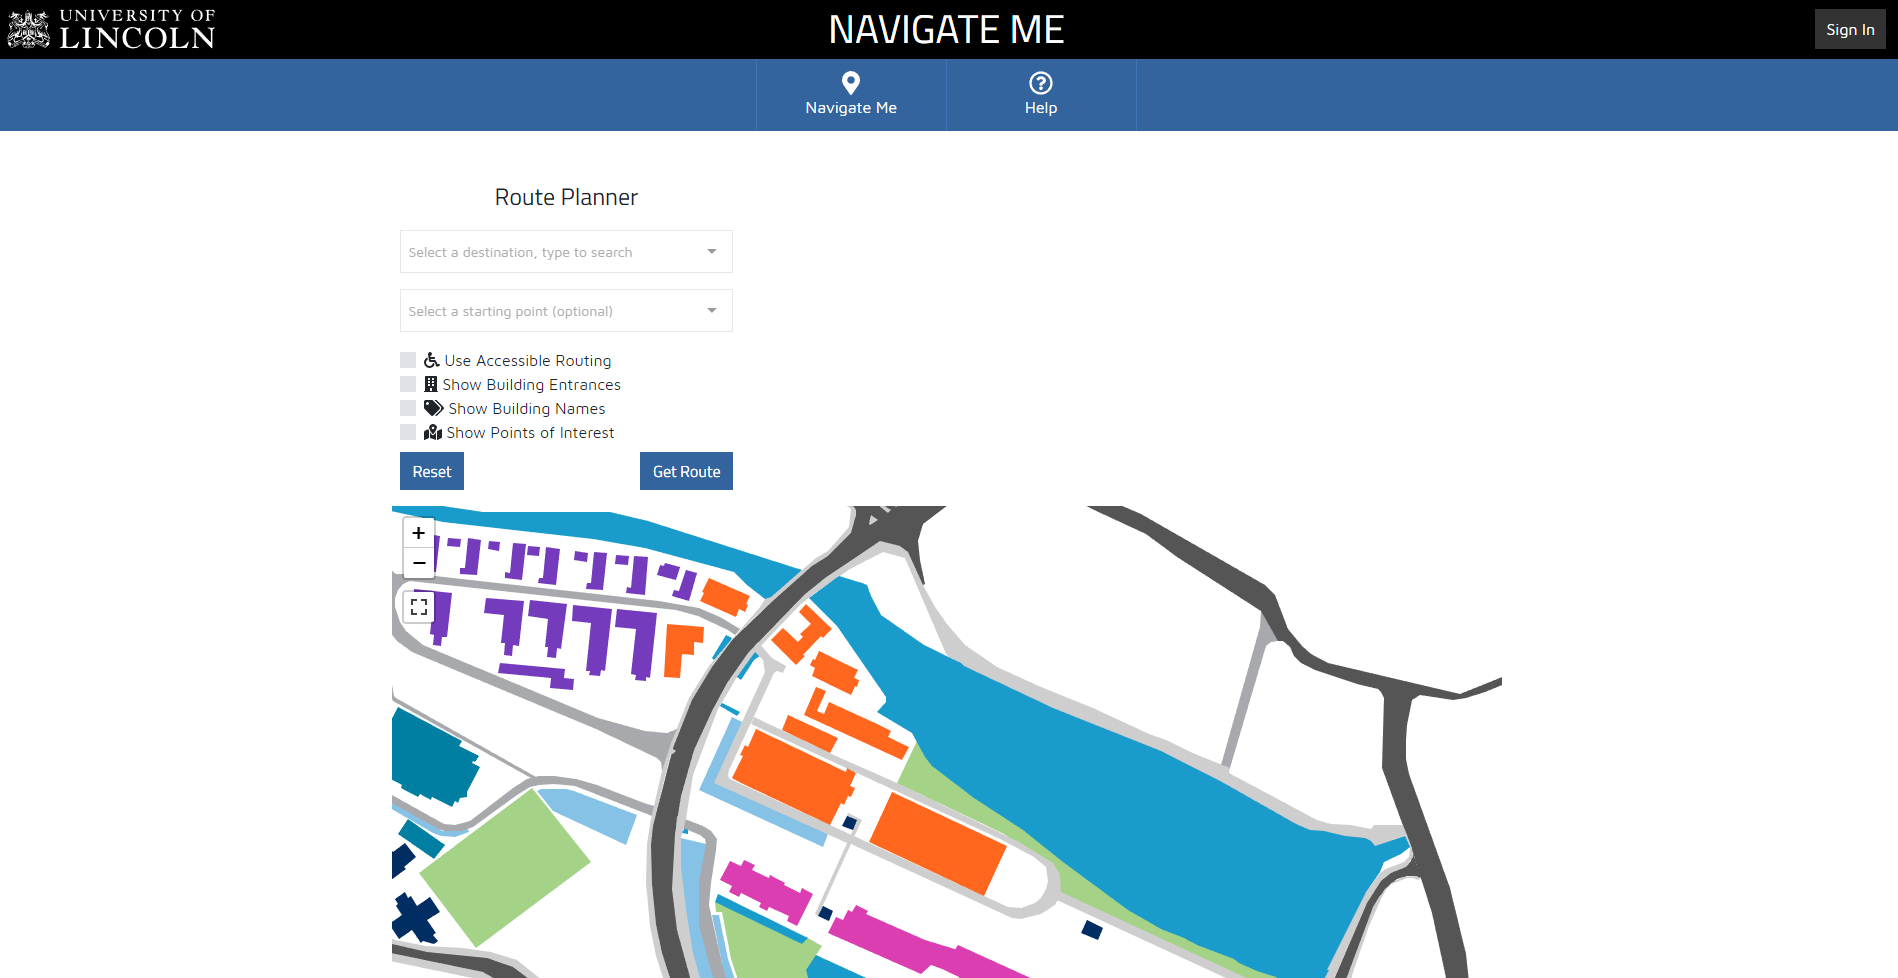 UNIVERSITY OF
LINCOLN
NAVIGATE ME
Sign In
Navigate Me
Help
Route Planner
Select a destination, type to search
Select a starting point (optional)
Use Accessible Routing
Show Building Entrances
Show Building Names
Show Points of Interest
Reset
Get Route
+
−